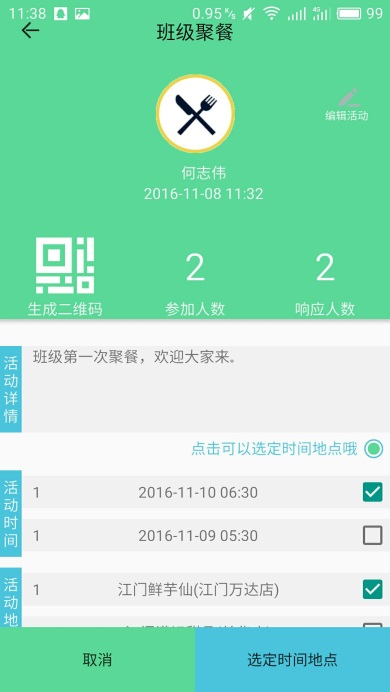 11:38 0.95 K/s 4G 99
班级聚餐
编辑活动
何志伟
2016-11-08 11:32
2 2
生成二维码 参加人数 响应人数
活动详情
班级第一次聚餐，欢迎大家来。
点击可以选定时间地点哦
活动时间
1 2016-11-10 06:30
1 2016-11-09 05:30
活动地
1 江门鲜芋仙(江门万达店)
取消 选定时间地点